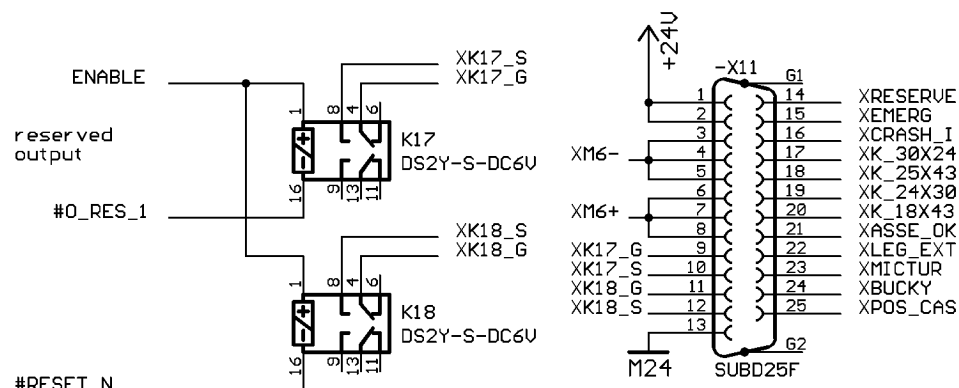 XK17_S
XK17_G
ENABLE
1 8 4 6
K17
DS2Y-S-DC6V
reserved
output
16 9 13 11
#O_RES_1
XK18_S
XK18_G
1 8 4 6
K18
DS2Y-S-DC6V
16 9 13 11
#RESET_N
+24V
-X11
G1
1 14 XRESERVE
2 15 XEMERG
3 16 XCRASH_I
XM6- 4 17 XK_30X24
5 18 XK_25X43
6 19 XK_24X30
XM6+ 7 20 XK_18X43
8 21 XASSE_OK
XK17_G 9 22 XLEG_EXT
XK17_S 10 23 XMICTUR
XK18_G 11 24 XBUCKY
XK18_S 12 25 XPOS_CAS
13
G2
M24
SUBD25F